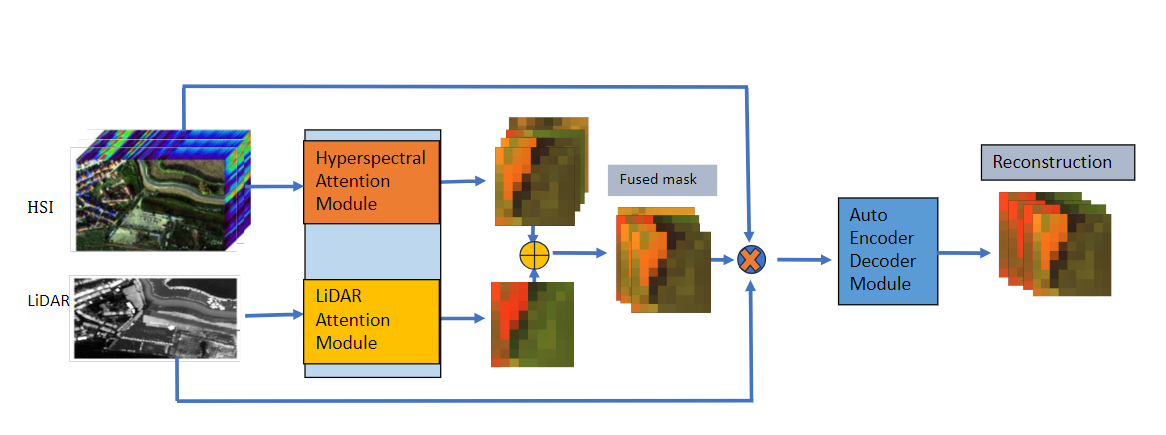 HSI
LiDAR
Hyperspectral
Attention
Module
LiDAR
Attention
Module
Fused mask
Auto
Encoder
Decoder
Module
Reconstruction